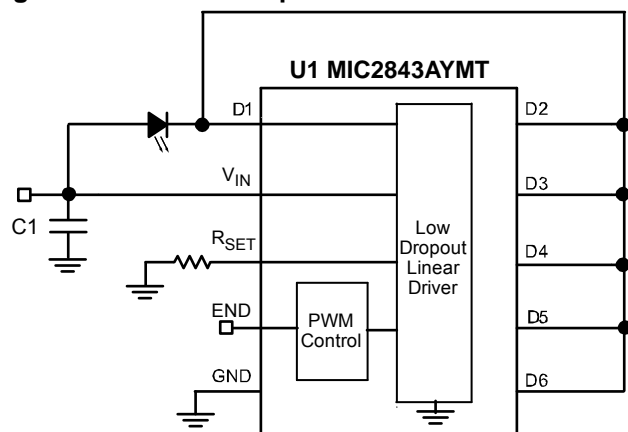 U1 MIC2843AYMT
D1
D2
VIN
D3
C1
RSET
Low
Dropout
Linear
Driver
D4
END
PWM
Control
D5
GND
D6